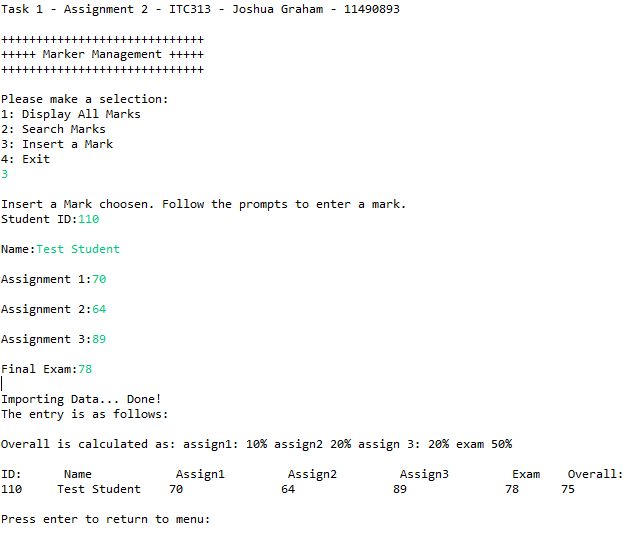 Task 1 - Assignment 2 - ITC313 - Joshua Graham - 11490893
+++++++++++++++++++++++++++++
+++++ Marker Management +++++
+++++++++++++++++++++++++++++
Please make a selection:
1: Display All Marks
2: Search Marks
3: Insert a Mark
4: Exit
3
Insert a Mark choosen. Follow the prompts to enter a mark.
Student ID:110
Name:Test Student
Assignment 1:70
Assignment 2:64
Assignment 3:89
Final Exam:78
Importing Data... Done!
The entry is as follows:
Overall is calculated as: assign1: 10% assign2 20% assign 3: 20% exam 50%
ID: Name Assign1 Assign2 Assign3 Exam Overall:
110 Test Student 70 64 89 78 75
Press enter to return to menu: